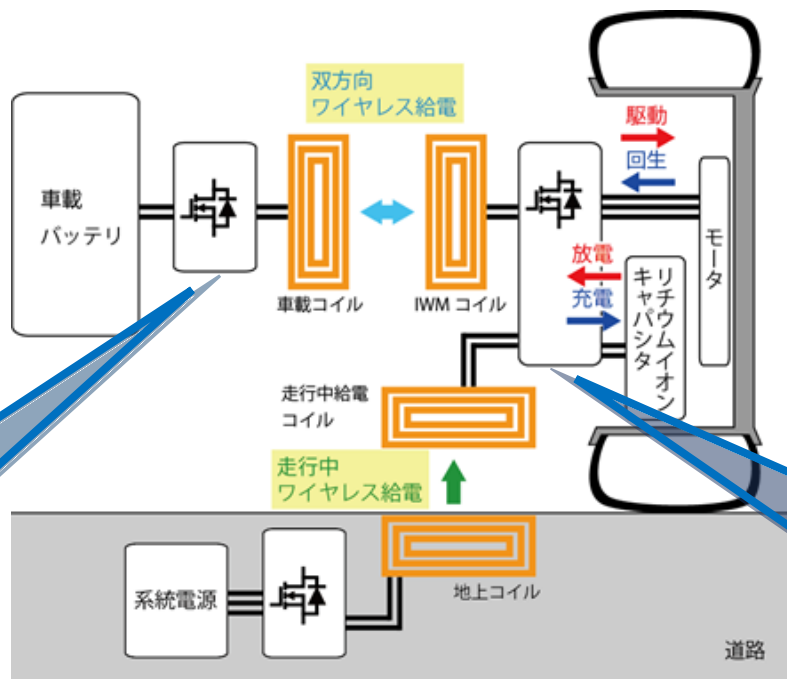 双方向
ワイヤレス給電
駆動
回生
車載
バッテリ
モータ
放電
充電
リチウムイオン
キャパシタ
車載コイル
IWM コイル
走行中給電
コイル
走行中
ワイヤレス給電
系統電源
地上コイル
道路